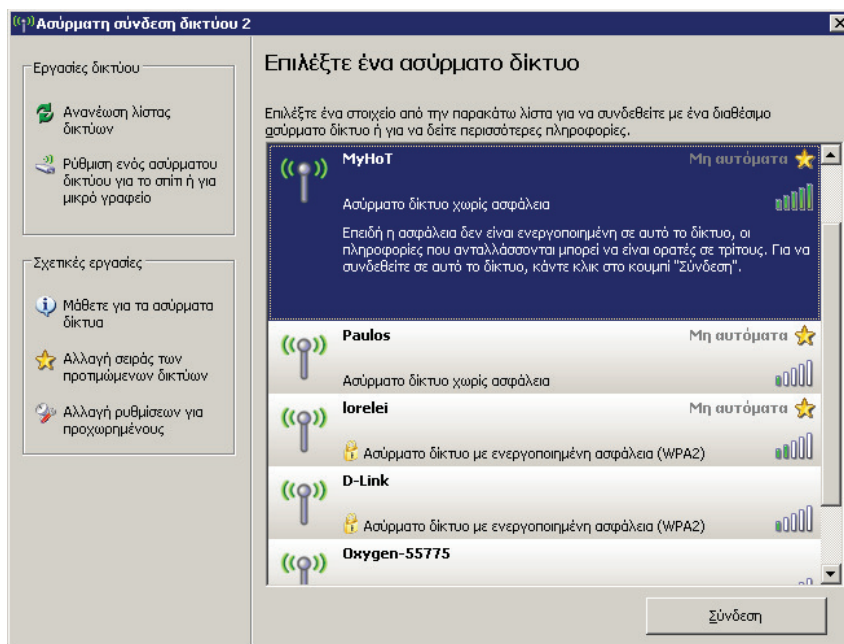 Ασύρματη σύνδεση δικτύου 2
Εργασίες δικτύου
Ανανέωση λίστας
δικτύων
Ρύθμιση ενός ασύρματου
δικτύου για το σπίτι ή για
μικρό γραφείο
Σχετικές εργασίες
Μάθετε για τα ασύρματα
δίκτυα
Αλλαγή σειράς των
προτιμώμενων δικτύων
Αλλαγή ρυθμίσεων για
προχωρημένους
Επιλέξτε ένα ασύρματο δίκτυο
Επιλέξτε ένα στοιχείο από την παρακάτω λίστα για να συνδεθείτε με ένα διαθέσιμο
ασύρματο δίκτυο ή για να δείτε περισσότερες πληροφορίες.
MyHoT Μη αυτόματα
Ασύρματο δίκτυο χωρίς ασφάλεια
Επειδή η ασφάλεια δεν είναι ενεργοποιημένη σε αυτό το δίκτυο, οι
πληροφορίες που ανταλλάσσονται μπορεί να είναι ορατές σε τρίτους. Για να
συνδεθείτε σε αυτό το δίκτυο, κάντε κλικ στο κουμπί "Σύνδεση".
Paulos Μη αυτόματα
Ασύρματο δίκτυο χωρίς ασφάλεια
lorelei Μη αυτόματα
Ασύρματο δίκτυο με ενεργοποιημένη ασφάλεια (WPA2)
D-Link
Ασύρματο δίκτυο με ενεργοποιημένη ασφάλεια (WPA2)
Oxygen-55775
Σύνδεση